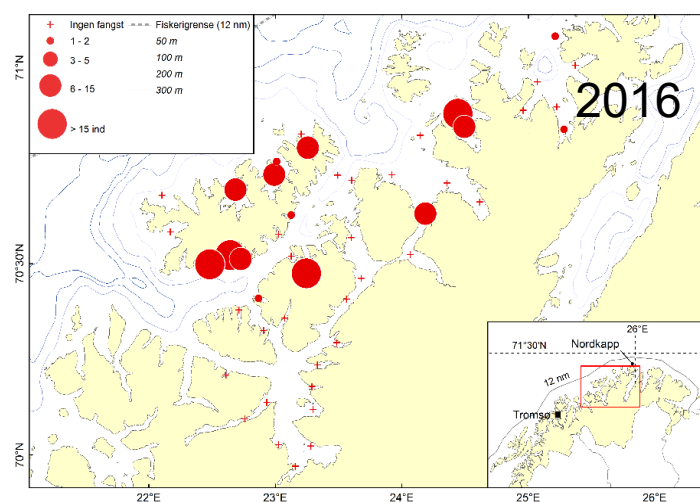 Ingen fangst
Fiskerigrense (12 nm)
1 - 2
50 m
3 - 5
100 m
200 m
6 - 15
300 m
> 15 ind
2016
71°N
70°30'N
70°N
22°E
23°E
24°E
25°E
26°E
26°E
Nordkapp
71°30'N
12 nm
Tromsø